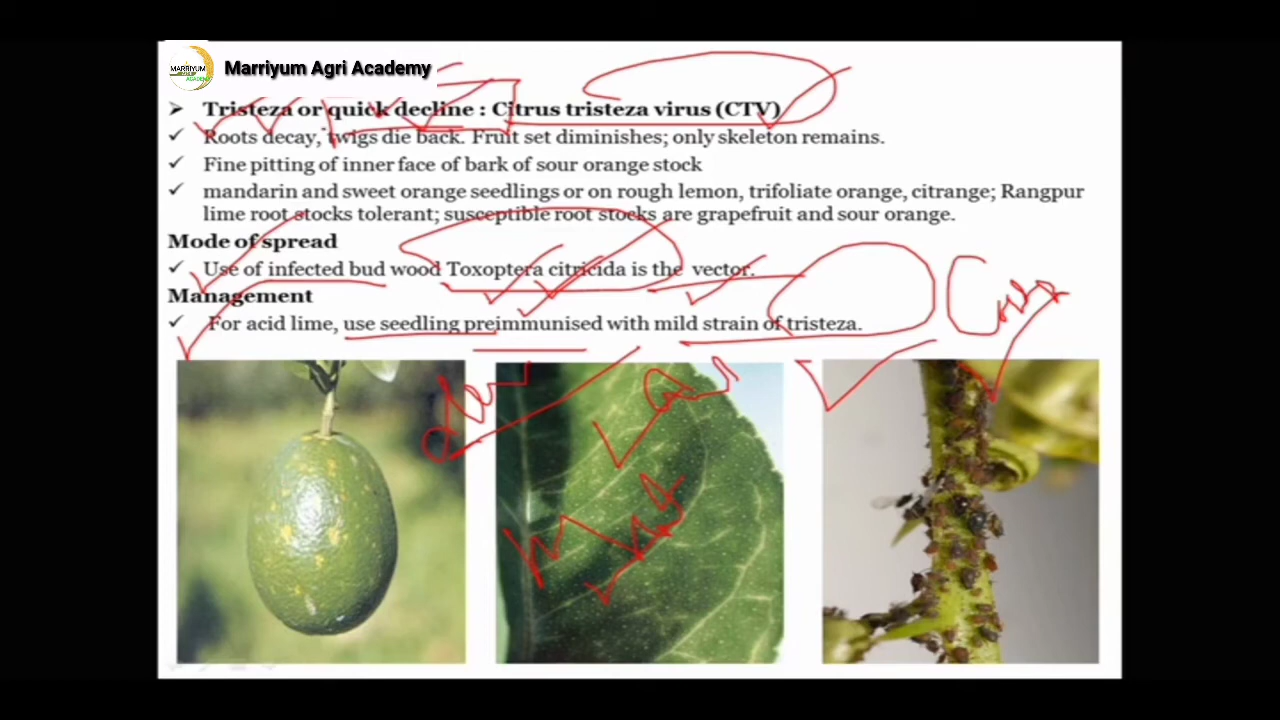 MARRIYUM
ACADEMY
Marriyum Agri Academy
➤ Tristeza or quick decline : Citrus tristeza virus (CTV)
✓ Roots decay, twigs die back. Fruit set diminishes; only skeleton remains.
✓ Fine pitting of inner face of bark of sour orange stock
✓ mandarin and sweet orange seedlings or on rough lemon, trifoliate orange, citrange; Rangpur
lime root stocks tolerant; susceptible root stocks are grapefruit and sour orange.
Mode of spread
✓ Use of infected bud wood Toxoptera citricida is the vector.
Management
✓ For acid lime, use seedling preimmunised with mild strain of tristeza.